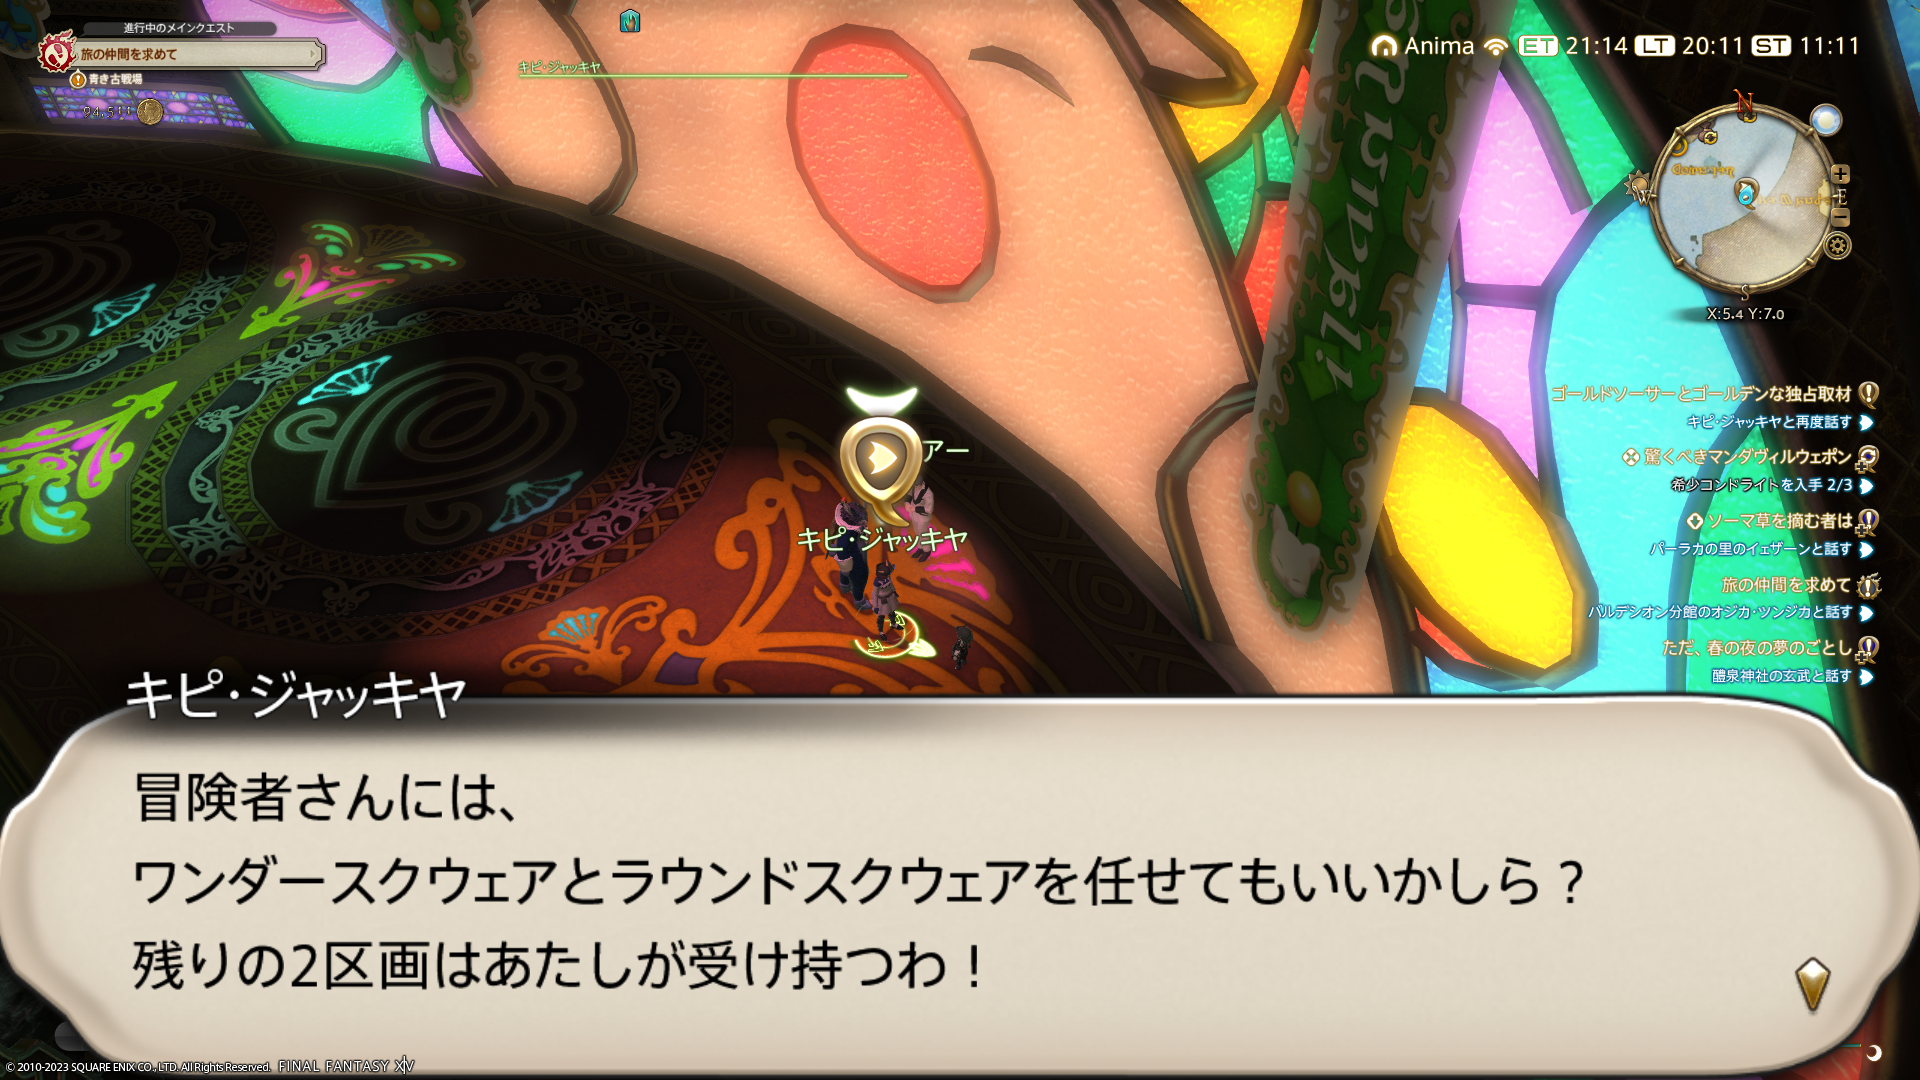 進行中のメインクエスト
旅の仲間を求めて
青き古戦場
94,511
キピ・ジャッキヤ
Anima ET 21:14 LT 20:11 ST 11:11
N
W
E
S
X:5.4 Y:7.0
ゴールドソーサーとゴールデンな独占取材
キピ・ジャッキヤと再度話す
驚くべきマンダヴィルウェポン
希少コンドライトを入手 2/3
ソーマ草を摘む者は
パーラカの里のイェザーンと話す
旅の仲間を求めて
バルデシオン分館のオジカ・ツンジカと話す
ただ、春の夜の夢のごとし
醴泉神社の玄武と話す
アー
キピ・ジャッキヤ
キピ・ジャッキヤ
冒険者さんには、
ワンダースクウェアとラウンドスクウェアを任せてもいいかしら？
残りの2区画はあたしが受け持つわ！
© 2010-2023 SQUARE ENIX CO., LTD. All Rights Reserved. FINAL FANTASY XIV